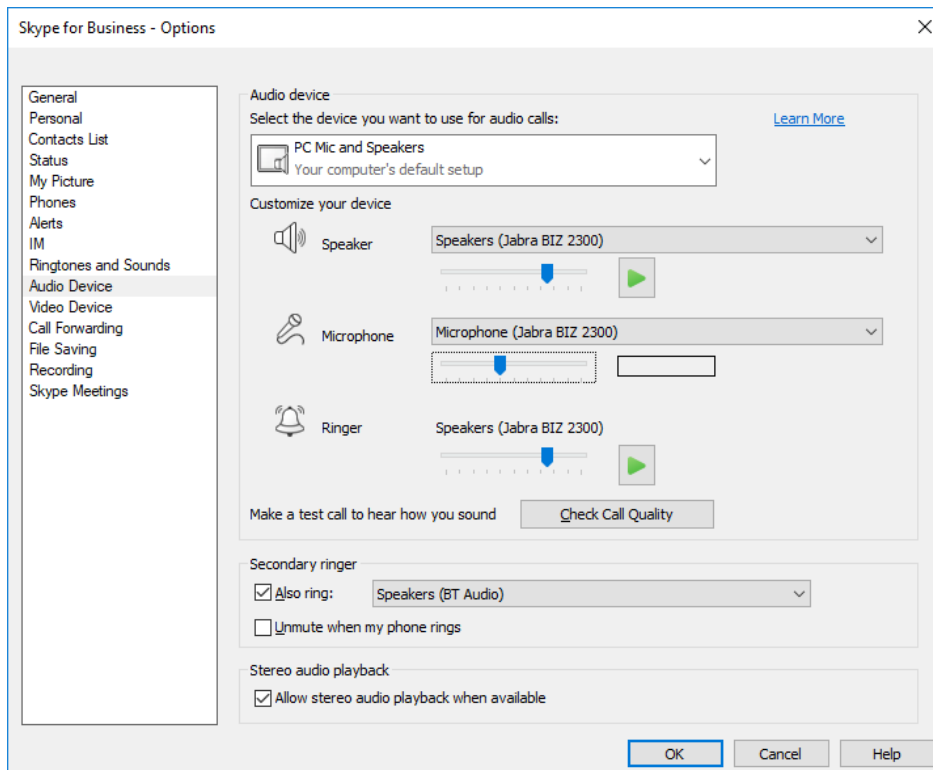 Skype for Business - Options
General
Personal
Contacts List
Status
My Picture
Phones
Alerts
IM
Ringtones and Sounds
Audio Device
Video Device
Call Forwarding
File Saving
Recording
Skype Meetings
Audio device
Select the device you want to use for audio calls:
Learn More
PC Mic and Speakers
Your computer's default setup
Customize your device
Speaker
Speakers (Jabra BIZ 2300)
Microphone
Microphone (Jabra BIZ 2300)
Ringer
Speakers (Jabra BIZ 2300)
Make a test call to hear how you sound
Check Call Quality
Secondary ringer
Also ring:
Speakers (BT Audio)
Unmute when my phone rings
Stereo audio playback
Allow stereo audio playback when available
OK
Cancel
Help